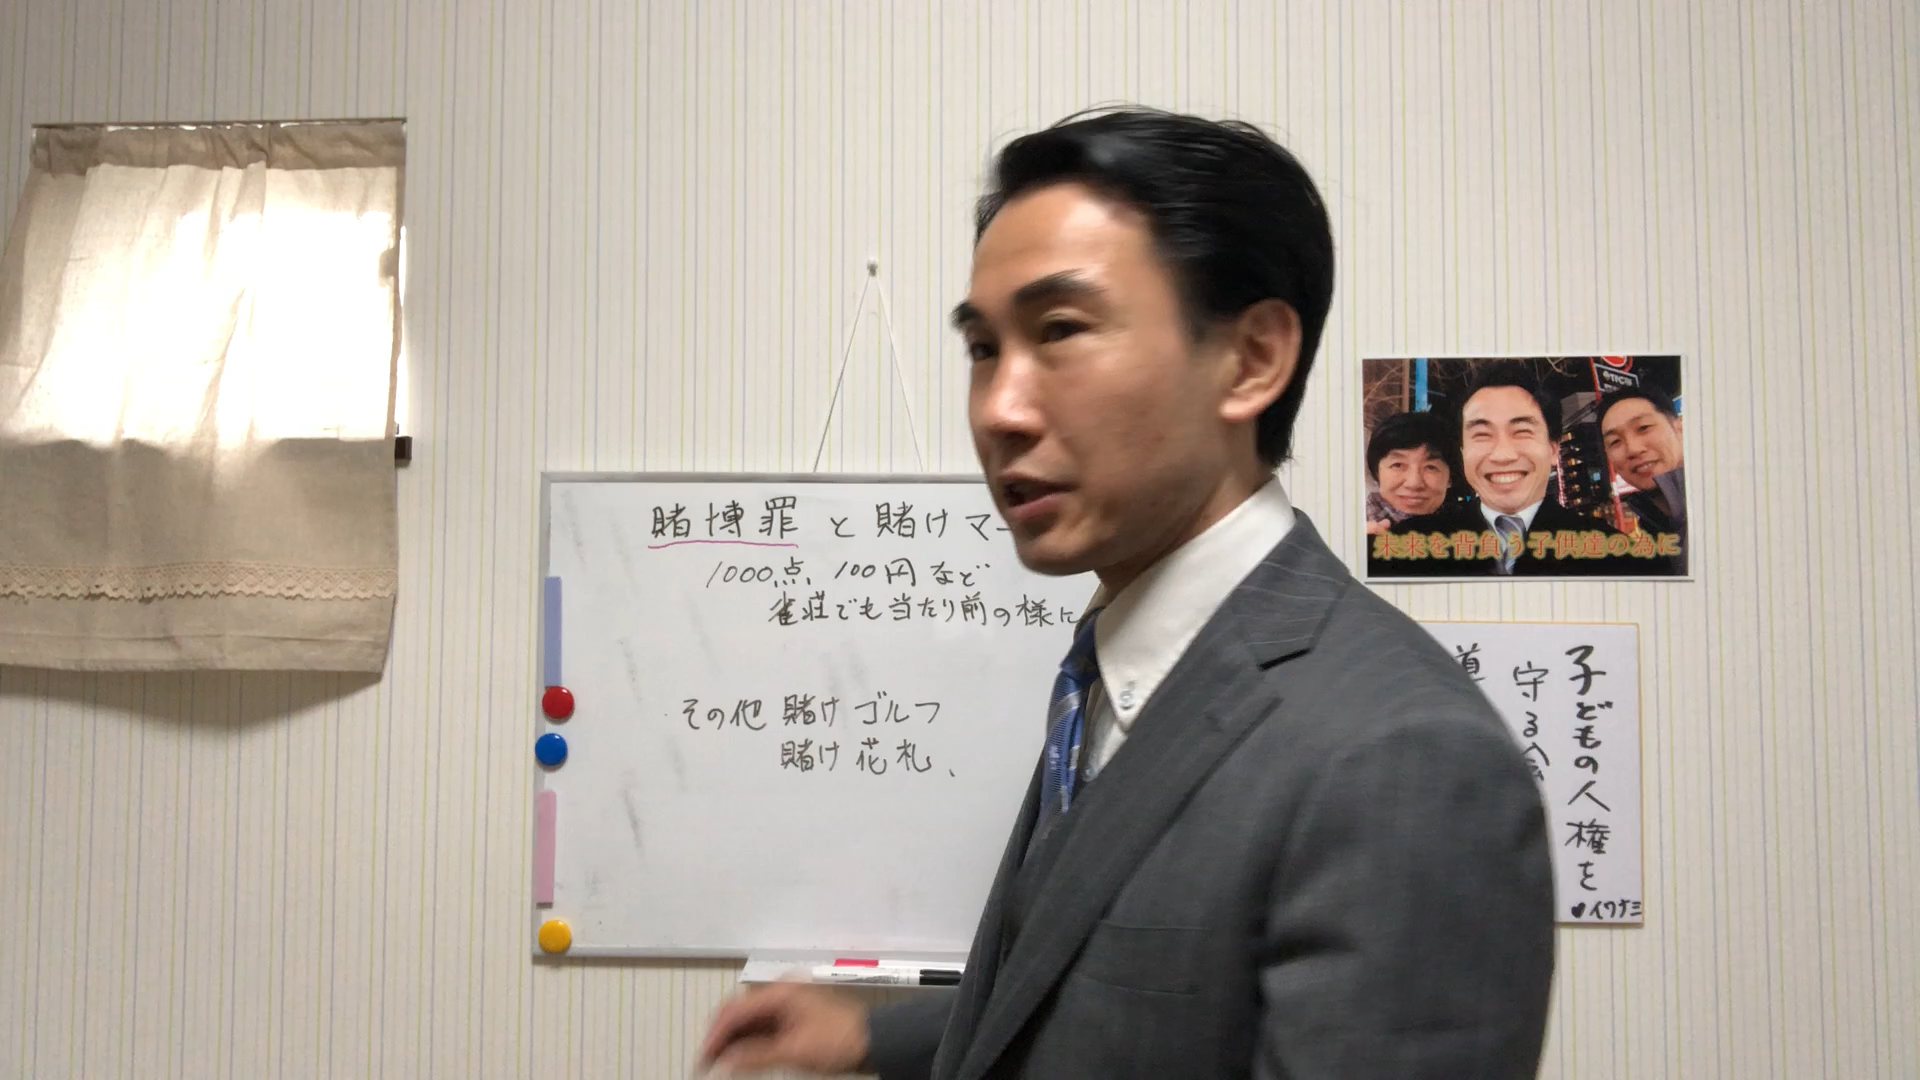 賭博罪と賭けマー
1000点、100円など
雀荘でも当たり前の様に
その他 賭けゴルフ
賭け花札、
未来を背負う子供達の為に
子どもの人権を
守る会
♥イワナミ